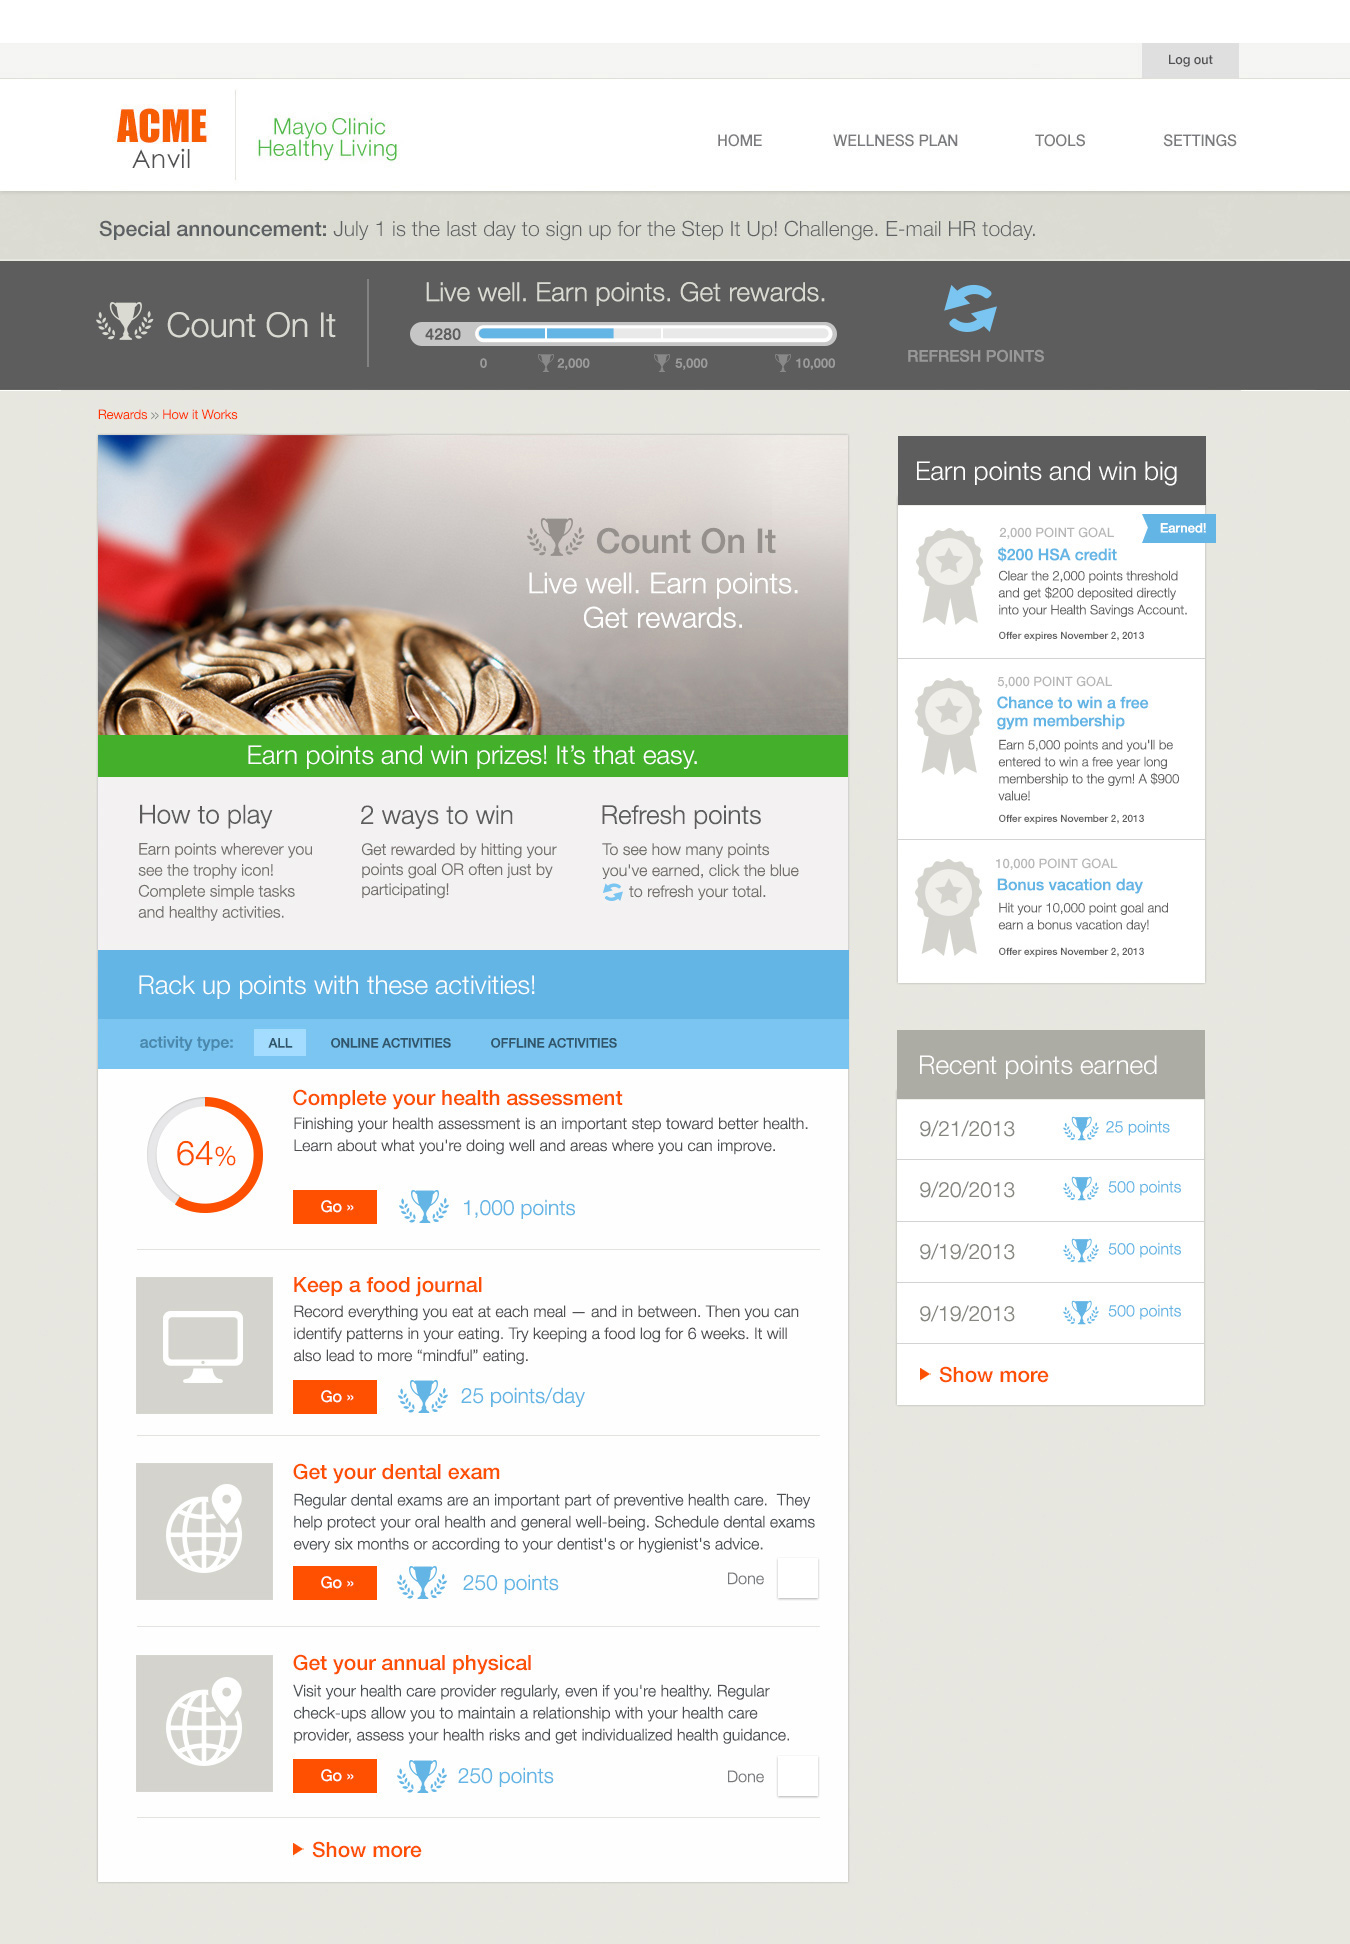 Log out
ACME
Anvil
Mayo Clinic
Healthy Living
HOME
WELLNESS PLAN
TOOLS
SETTINGS
Special announcement: July 1 is the last day to sign up for the Step It Up! Challenge. E-mail HR today.
Count On It
Live well. Earn points. Get rewards.
4280
0
2,000
5,000
10,000
REFRESH POINTS
Rewards » How it Works
Count On It
Live well. Earn points.
Get rewards.
Earn points and win prizes! It’s that easy.
How to play
Earn points wherever you
see the trophy icon!
Complete simple tasks
and healthy activities.
2 ways to win
Get rewarded by hitting your
points goal OR often just by
participating!
Refresh points
To see how many points
you've earned, click the blue
to refresh your total.
Rack up points with these activities!
activity type:
ALL
ONLINE ACTIVITIES
OFFLINE ACTIVITIES
64%
Complete your health assessment
Finishing your health assessment is an important step toward better health.
Learn about what you're doing well and areas where you can improve.
Go »
1,000 points
Keep a food journal
Record everything you eat at each meal — and in between. Then you can
identify patterns in your eating. Try keeping a food log for 6 weeks. It will
also lead to more “mindful” eating.
Go »
25 points/day
Get your dental exam
Regular dental exams are an important part of preventive health care.  They
help protect your oral health and general well-being. Schedule dental exams
every six months or according to your dentist's or hygienist's advice.
Go »
250 points
Done
Get your annual physical
Visit your health care provider regularly, even if you're healthy. Regular
check-ups allow you to maintain a relationship with your health care
provider, assess your health risks and get individualized health guidance.
Go »
250 points
Done
Show more
Earn points and win big
2,000 POINT GOAL
Earned!
$200 HSA credit
Clear the 2,000 points threshold
and get $200 deposited directly
into your Health Savings Account.
Offer expires November 2, 2013
5,000 POINT GOAL
Chance to win a free
gym membership
Earn 5,000 points and you'll be
entered to win a free year long
membership to the gym! A $900
value!
Offer expires November 2, 2013
10,000 POINT GOAL
Bonus vacation day
Hit your 10,000 point goal and
earn a bonus vacation day!
Offer expires November 2, 2013
Recent points earned
9/21/2013
25 points
9/20/2013
500 points
9/19/2013
500 points
9/19/2013
500 points
Show more